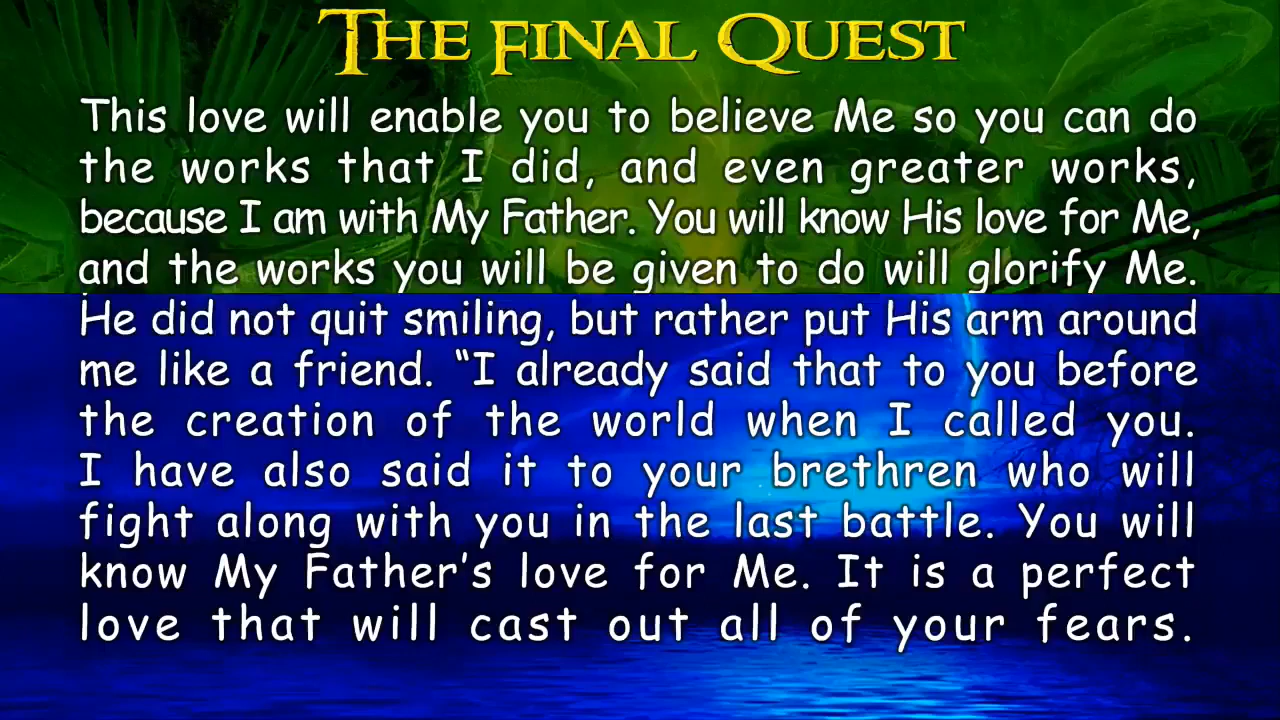 The Final Quest
This love will enable you to believe Me so you can do
the works that I did, and even greater works,
because I am with My Father. You will know His love for Me,
and the works you will be given to do will glorify Me.
He did not quit smiling, but rather put His arm around
me like a friend. “I already said that to you before
the creation of the world when I called you.
I have also said it to your brethren who will
fight along with you in the last battle. You will
know My Father’s love for Me. It is a perfect
love that will cast out all of your fears.